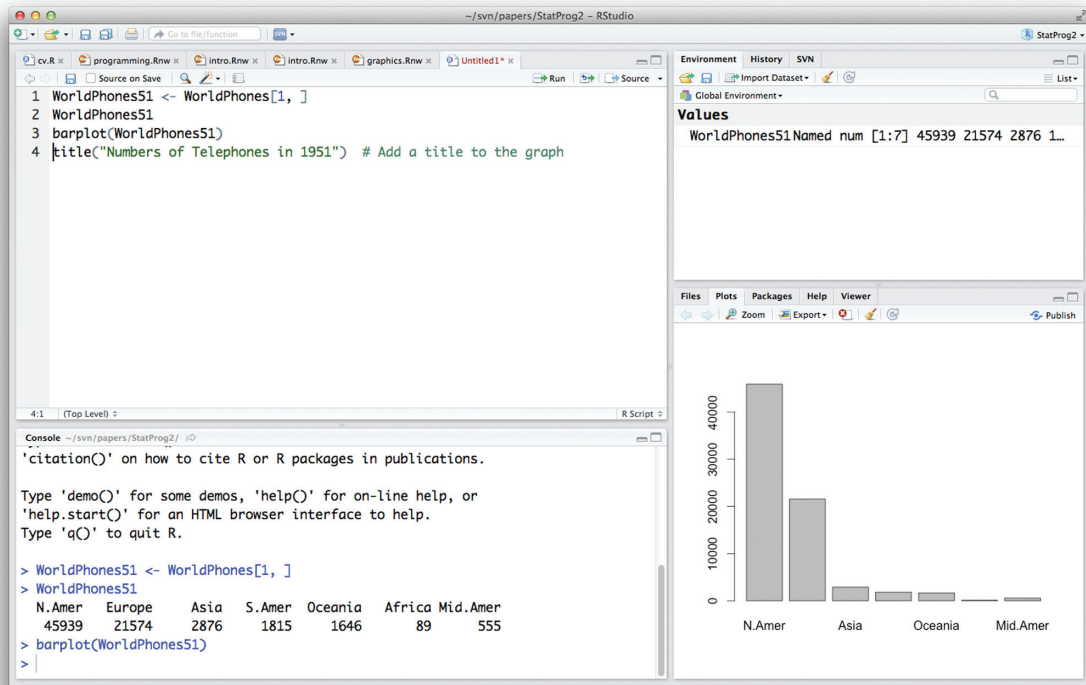 ~/svn/papers/StatProg2 – RStudio
Go to file/function
SVN
StatProg2
cv.R × programming.Rnw × intro.Rnw × intro.Rnw × graphics.Rnw × Untitled1* ×
Source on Save Run Source
1 WorldPhones51 <- WorldPhones[1, ]
2 WorldPhones51
3 barplot(WorldPhones51)
4 title("Numbers of Telephones in 1951")  # Add a title to the graph
4:1 (Top Level) R Script
Console ~/svn/papers/StatProg2/
'citation()' on how to cite R or R packages in publications.
Type 'demo()' for some demos, 'help()' for on-line help, or
'help.start()' for an HTML browser interface to help.
Type 'q()' to quit R.
> WorldPhones51 <- WorldPhones[1, ]
> WorldPhones51
N.Amer Europe Asia S.Amer Oceania Africa Mid.Amer
45939 21574 2876 1815 1646 89 555
> barplot(WorldPhones51)
>
Environment History SVN
Import Dataset List
Global Environment
Values
WorldPhones51 Named num [1:7] 45939 21574 2876 1…
Files Plots Packages Help Viewer
Zoom Export Publish
40000
30000
20000
10000
0
N.Amer Asia Oceania Mid.Amer